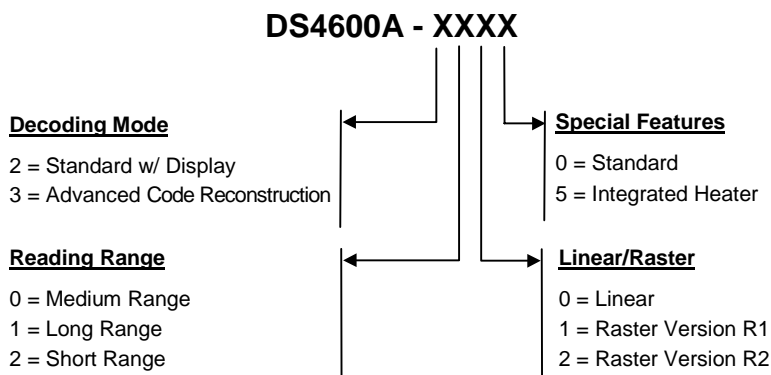 DS4600A - XXXX
Decoding Mode
2 = Standard w/ Display
3 = Advanced Code Reconstruction
Special Features
0 = Standard
5 = Integrated Heater
Reading Range
0 = Medium Range
1 = Long Range
2 = Short Range
Linear/Raster
0 = Linear
1 = Raster Version R1
2 = Raster Version R2